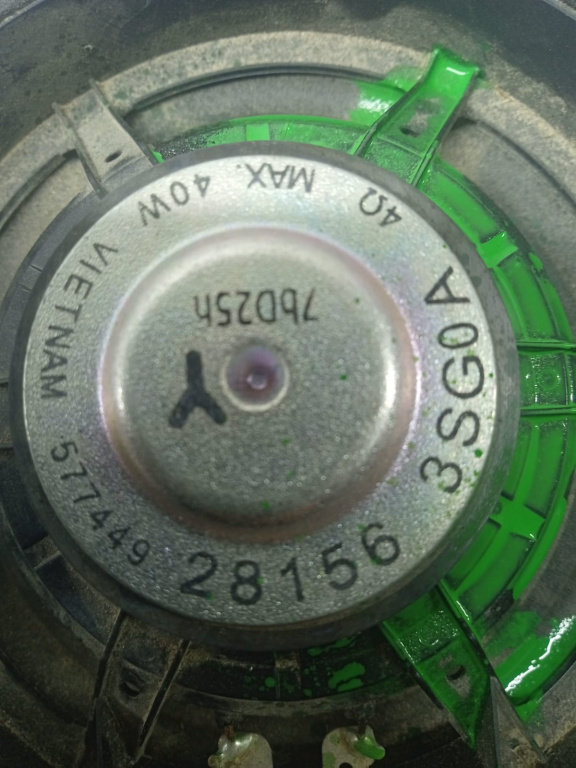 28156 3SG0A
4Ω MAX. 40W VIETNAM 577449
7bD25h
Y